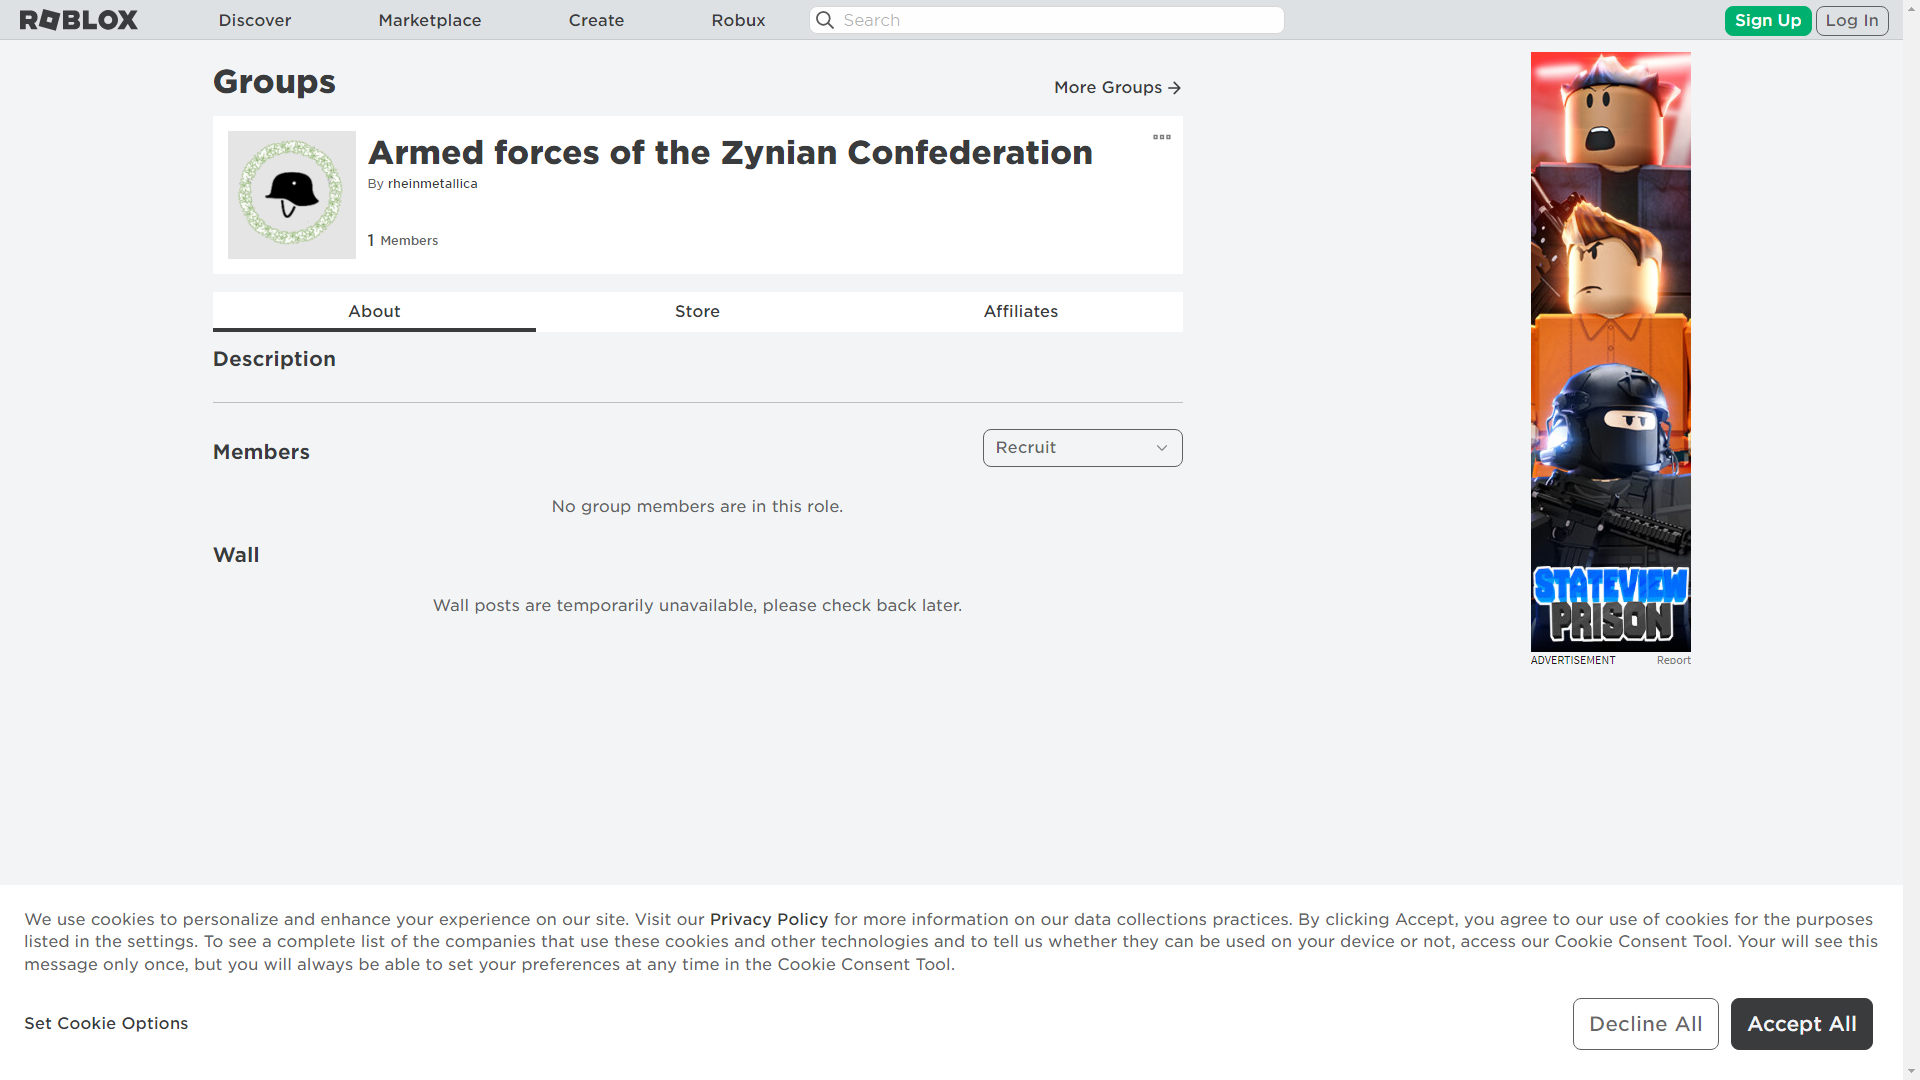 ROBLOX Discover Marketplace Create Robux Search Sign Up Log In
Groups
More Groups
Armed forces of the Zynian Confederation
By rheinmetallica
1 Members
About Store Affiliates
Description
Members
Recruit
No group members are in this role.
Wall
Wall posts are temporarily unavailable, please check back later.
STATEVIEW
PRISON
ADVERTISEMENT Report
We use cookies to personalize and enhance your experience on our site. Visit our Privacy Policy for more information on our data collections practices. By clicking Accept, you agree to our use of cookies for the purposes
listed in the settings. To see a complete list of the companies that use these cookies and other technologies and to tell us whether they can be used on your device or not, access our Cookie Consent Tool. Your will see this
message only once, but you will always be able to set your preferences at any time in the Cookie Consent Tool.
Set Cookie Options
Decline All
Accept All